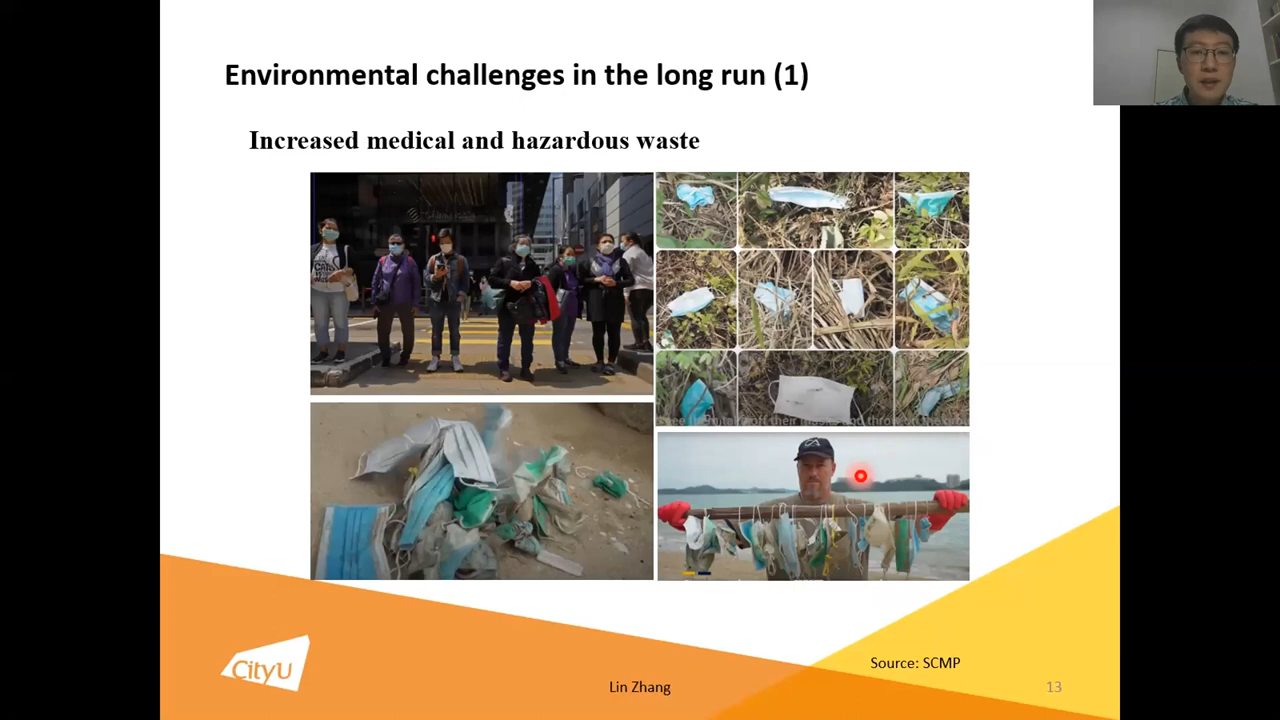 Environmental challenges in the long run (1)
Increased medical and hazardous waste
CityU
Source: SCMP
Lin Zhang
13